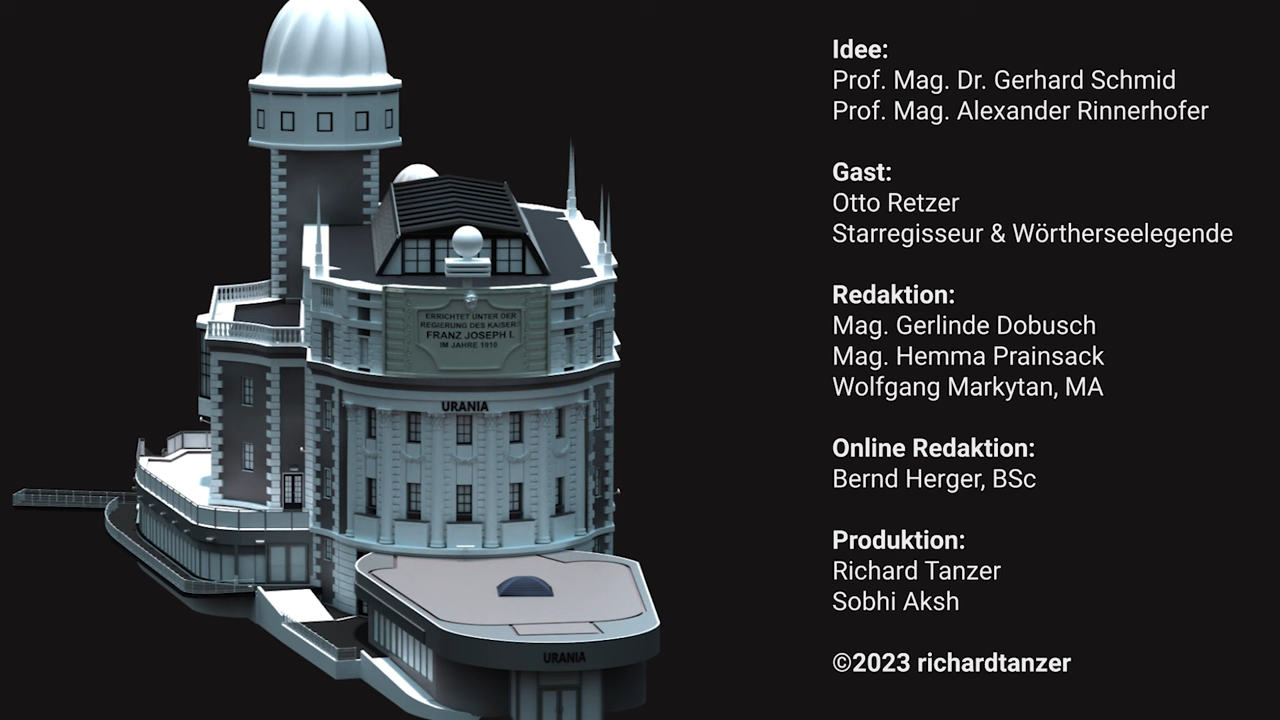 ERRICHTET UNTER DER
REGIERUNG DES KAISERS
FRANZ JOSEPH I.
IM JAHRE 1910
URANIA
URANIA
Idee:
Prof. Mag. Dr. Gerhard Schmid
Prof. Mag. Alexander Rinnerhofer
Gast:
Otto Retzer
Starregisseur & Wörtherseelegende
Redaktion:
Mag. Gerlinde Dobusch
Mag. Hemma Prainsack
Wolfgang Markytan, MA
Online Redaktion:
Bernd Herger, BSc
Produktion:
Richard Tanzer
Sobhi Aksh
©2023 richardtanzer